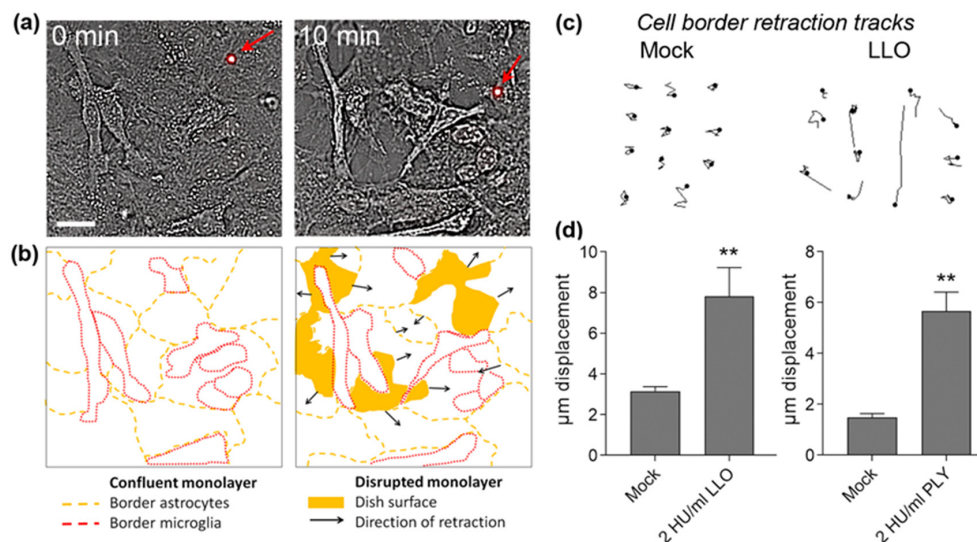 (a)
0 min
10 min
(b)
Confluent monolayer
Border astrocytes
Border microglia
Disrupted monolayer
Dish surface
Direction of retraction
(c)
Cell border retraction tracks
Mock
LLO
(d)
µm displacement
10
8
6
4
2
0
**
Mock
2 HU/ml LLO
µm displacement
8
6
4
2
0
**
Mock
2 HU/ml PLY